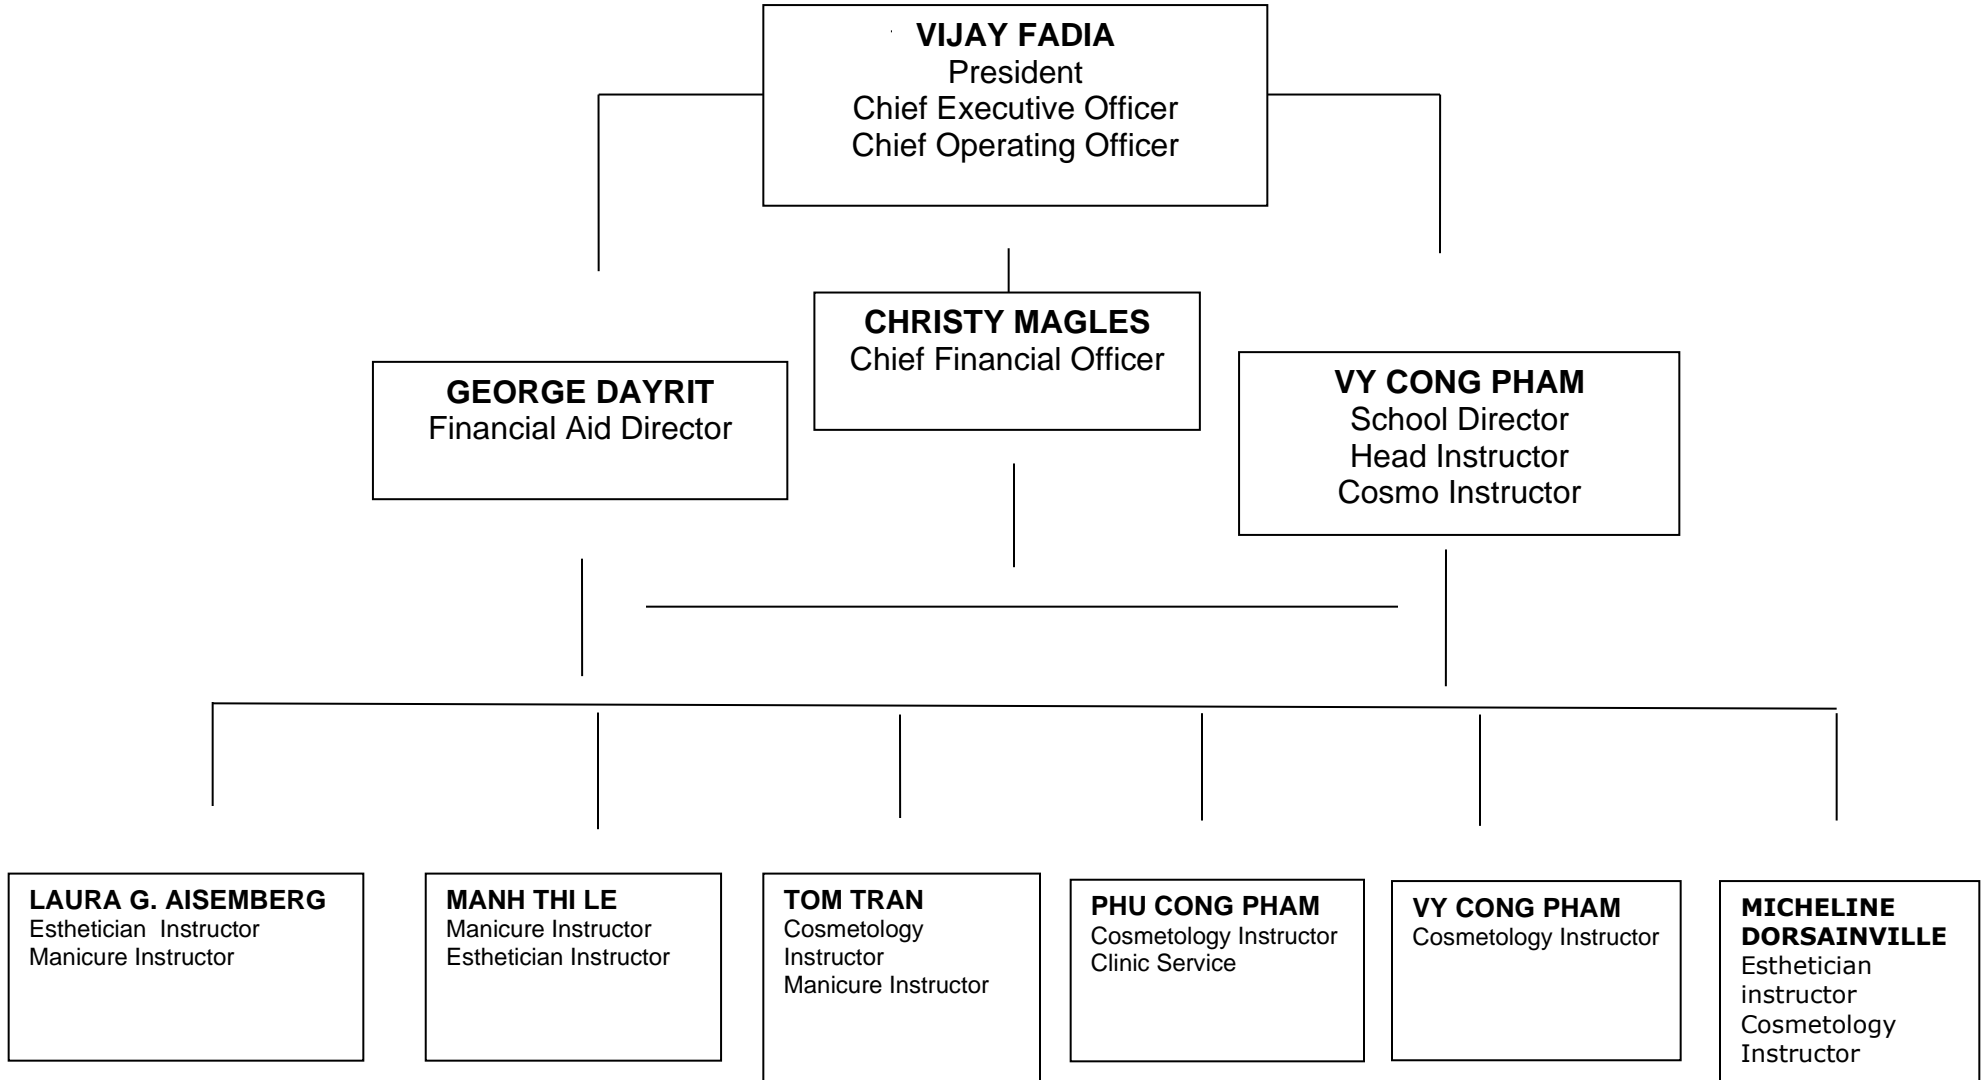 VIJAY FADIA
President
Chief Executive Officer
Chief Operating Officer
CHRISTY MAGLES
Chief Financial Officer
GEORGE DAYRIT
Financial Aid Director
VY CONG PHAM
School Director
Head Instructor
Cosmo Instructor
LAURA G. AISEMBERG
Esthetician  Instructor
Manicure Instructor
MANH THI LE
Manicure Instructor
Esthetician Instructor
TOM TRAN
Cosmetology
Instructor
Manicure Instructor
PHU CONG PHAM
Cosmetology Instructor
Clinic Service
VY CONG PHAM
Cosmetology Instructor
MICHELINE
DORSAINVILLE
Esthetician
instructor
Cosmetology
Instructor